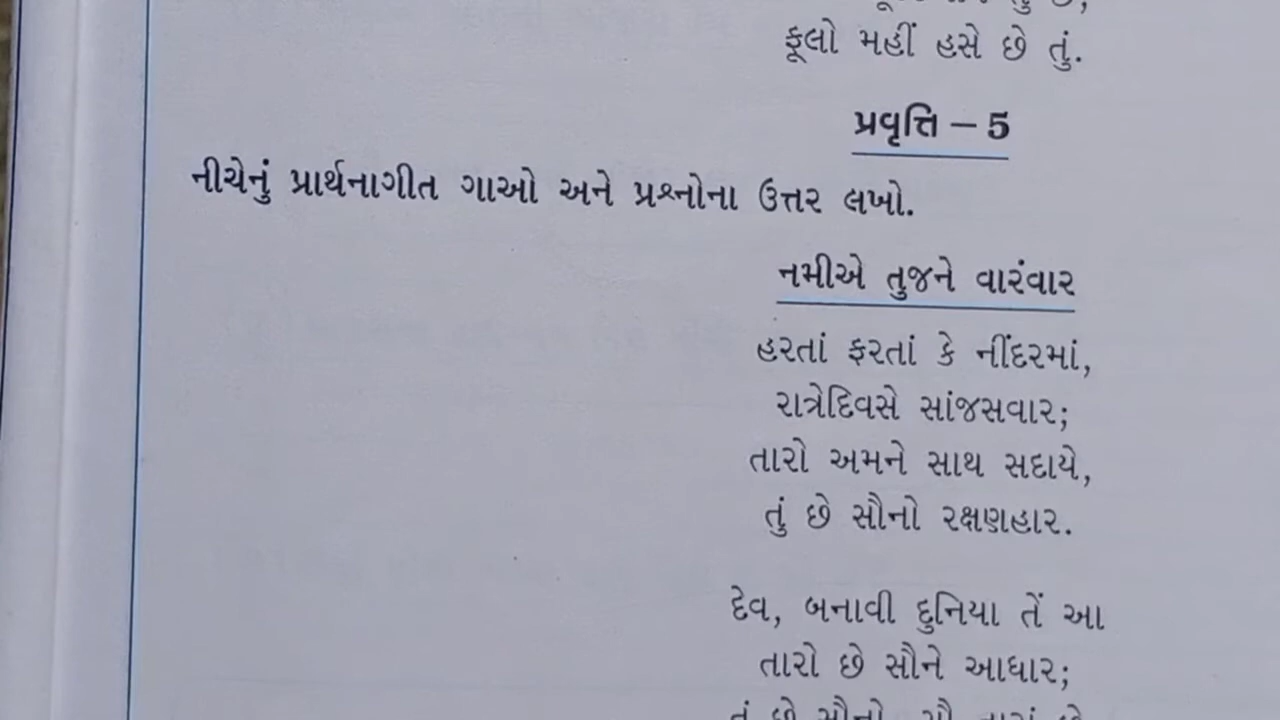 ફૂલો મહીં હસે છે તું.
પ્રવૃત્તિ – 5
નીચેનું પ્રાર્થનાગીત ગાઓ અને પ્રશ્નોના ઉત્તર લખો.
નમીએ તુજને વારંવાર
હરતાં ફરતાં કે નીંદરમાં,
રાત્રેદિવસે સાંજસવાર;
તારો અમને સાથ સદાયે,
તું છે સૌનો રક્ષણહાર.
દેવ, બનાવી દુનિયા તેં આ
તારો છે સૌને આધાર;